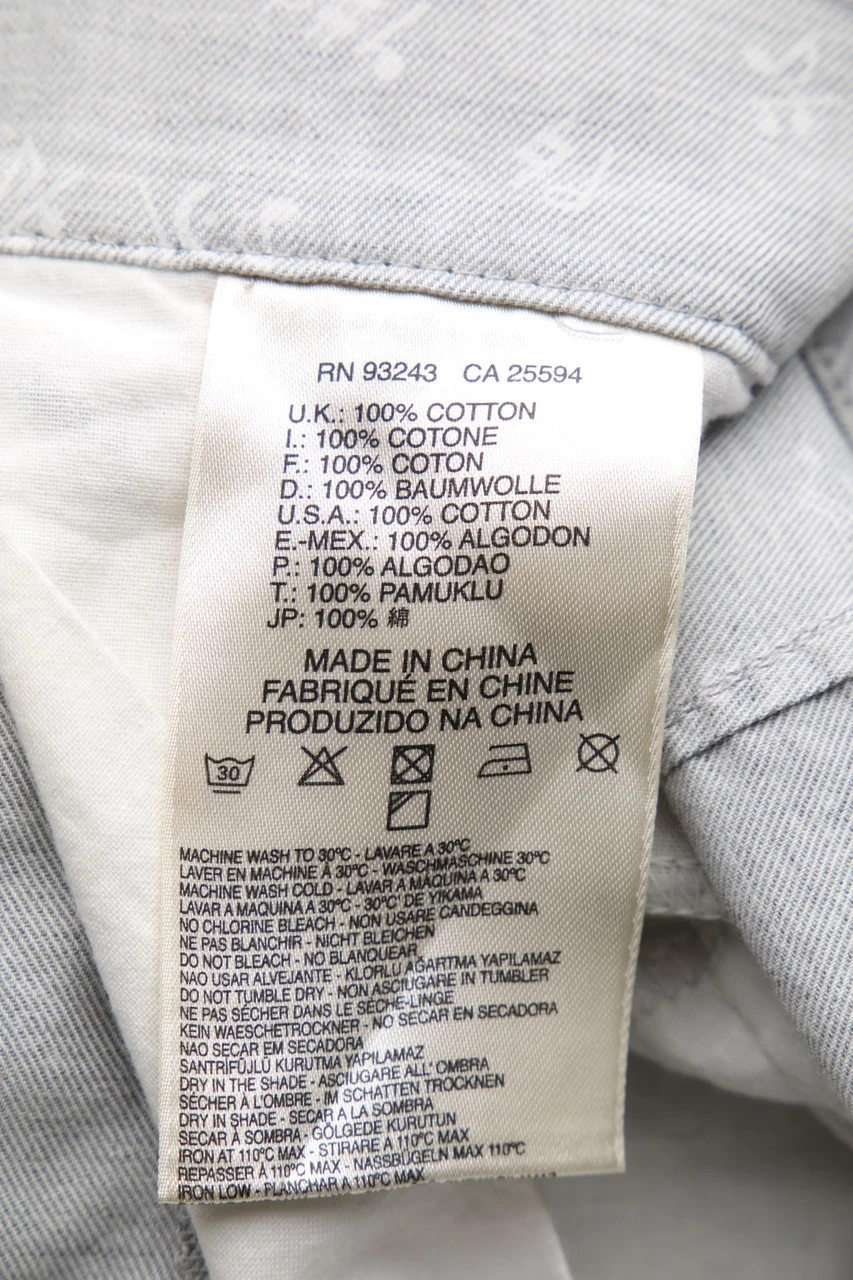 RN 93243 CA 25594
U.K.: 100% COTTON
I.: 100% COTONE
F.: 100% COTON
D.: 100% BAUMWOLLE
U.S.A.: 100% COTTON
E.-MEX.: 100% ALGODON
P.: 100% ALGODAO
T.: 100% PAMUKLU
JP: 100% 綿
MADE IN CHINA
FABRIQUÉ EN CHINE
PRODUZIDO NA CHINA
30
MACHINE WASH TO 30°C - LAVARE A 30°C
LAVER EN MACHINE À 30°C - WASCHMASCHINE 30°C
MACHINE WASH COLD - LAVAR A MAQUINA A 30°C
LAVAR A MAQUINA A 30°C - 30°C' DE YIKAMA
NO CHLORINE BLEACH - NON USARE CANDEGGINA
NE PAS BLANCHIR - NICHT BLEICHEN
DO NOT BLEACH - NO BLANQUEAR
NAO USAR ALVEJANTE - KLORLU AĞARTMA YAPILAMAZ
DO NOT TUMBLE DRY - NON ASCIUGARE IN TUMBLER
NE PAS SÉCHER DANS LE SÈCHE-LINGE
KEIN WAESCHETROCKNER - NO SECAR EN SECADORA
NAO SECAR EM SECADORA
SANTRİFÜJLÜ KURUTMA YAPILAMAZ
DRY IN THE SHADE - ASCIUGARE ALL' OMBRA
SÉCHER À L'OMBRE - IM SCHATTEN TROCKNEN
DRY IN SHADE - SECAR A LA SOMBRA
SECAR À SOMBRA - GÖLGEDE KURUTUN
IRON AT 110°C MAX - STIRARE A 110°C MAX
REPASSER À 110°C MAX - NASSBÜGELN MAX 110°C
IRON LOW - PLANCHAR A 110°C MAX